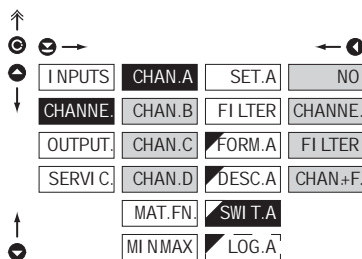 INPUTS CHAN.A SET.A NO
CHANNE. CHAN.B FILTER CHANNE.
OUTPUT. CHAN.C FORM.A FILTER
SERVIC. CHAN.D DESC.A CHAN.+F.
MAT.FN. SWIT.A
MINMAX LOG.A